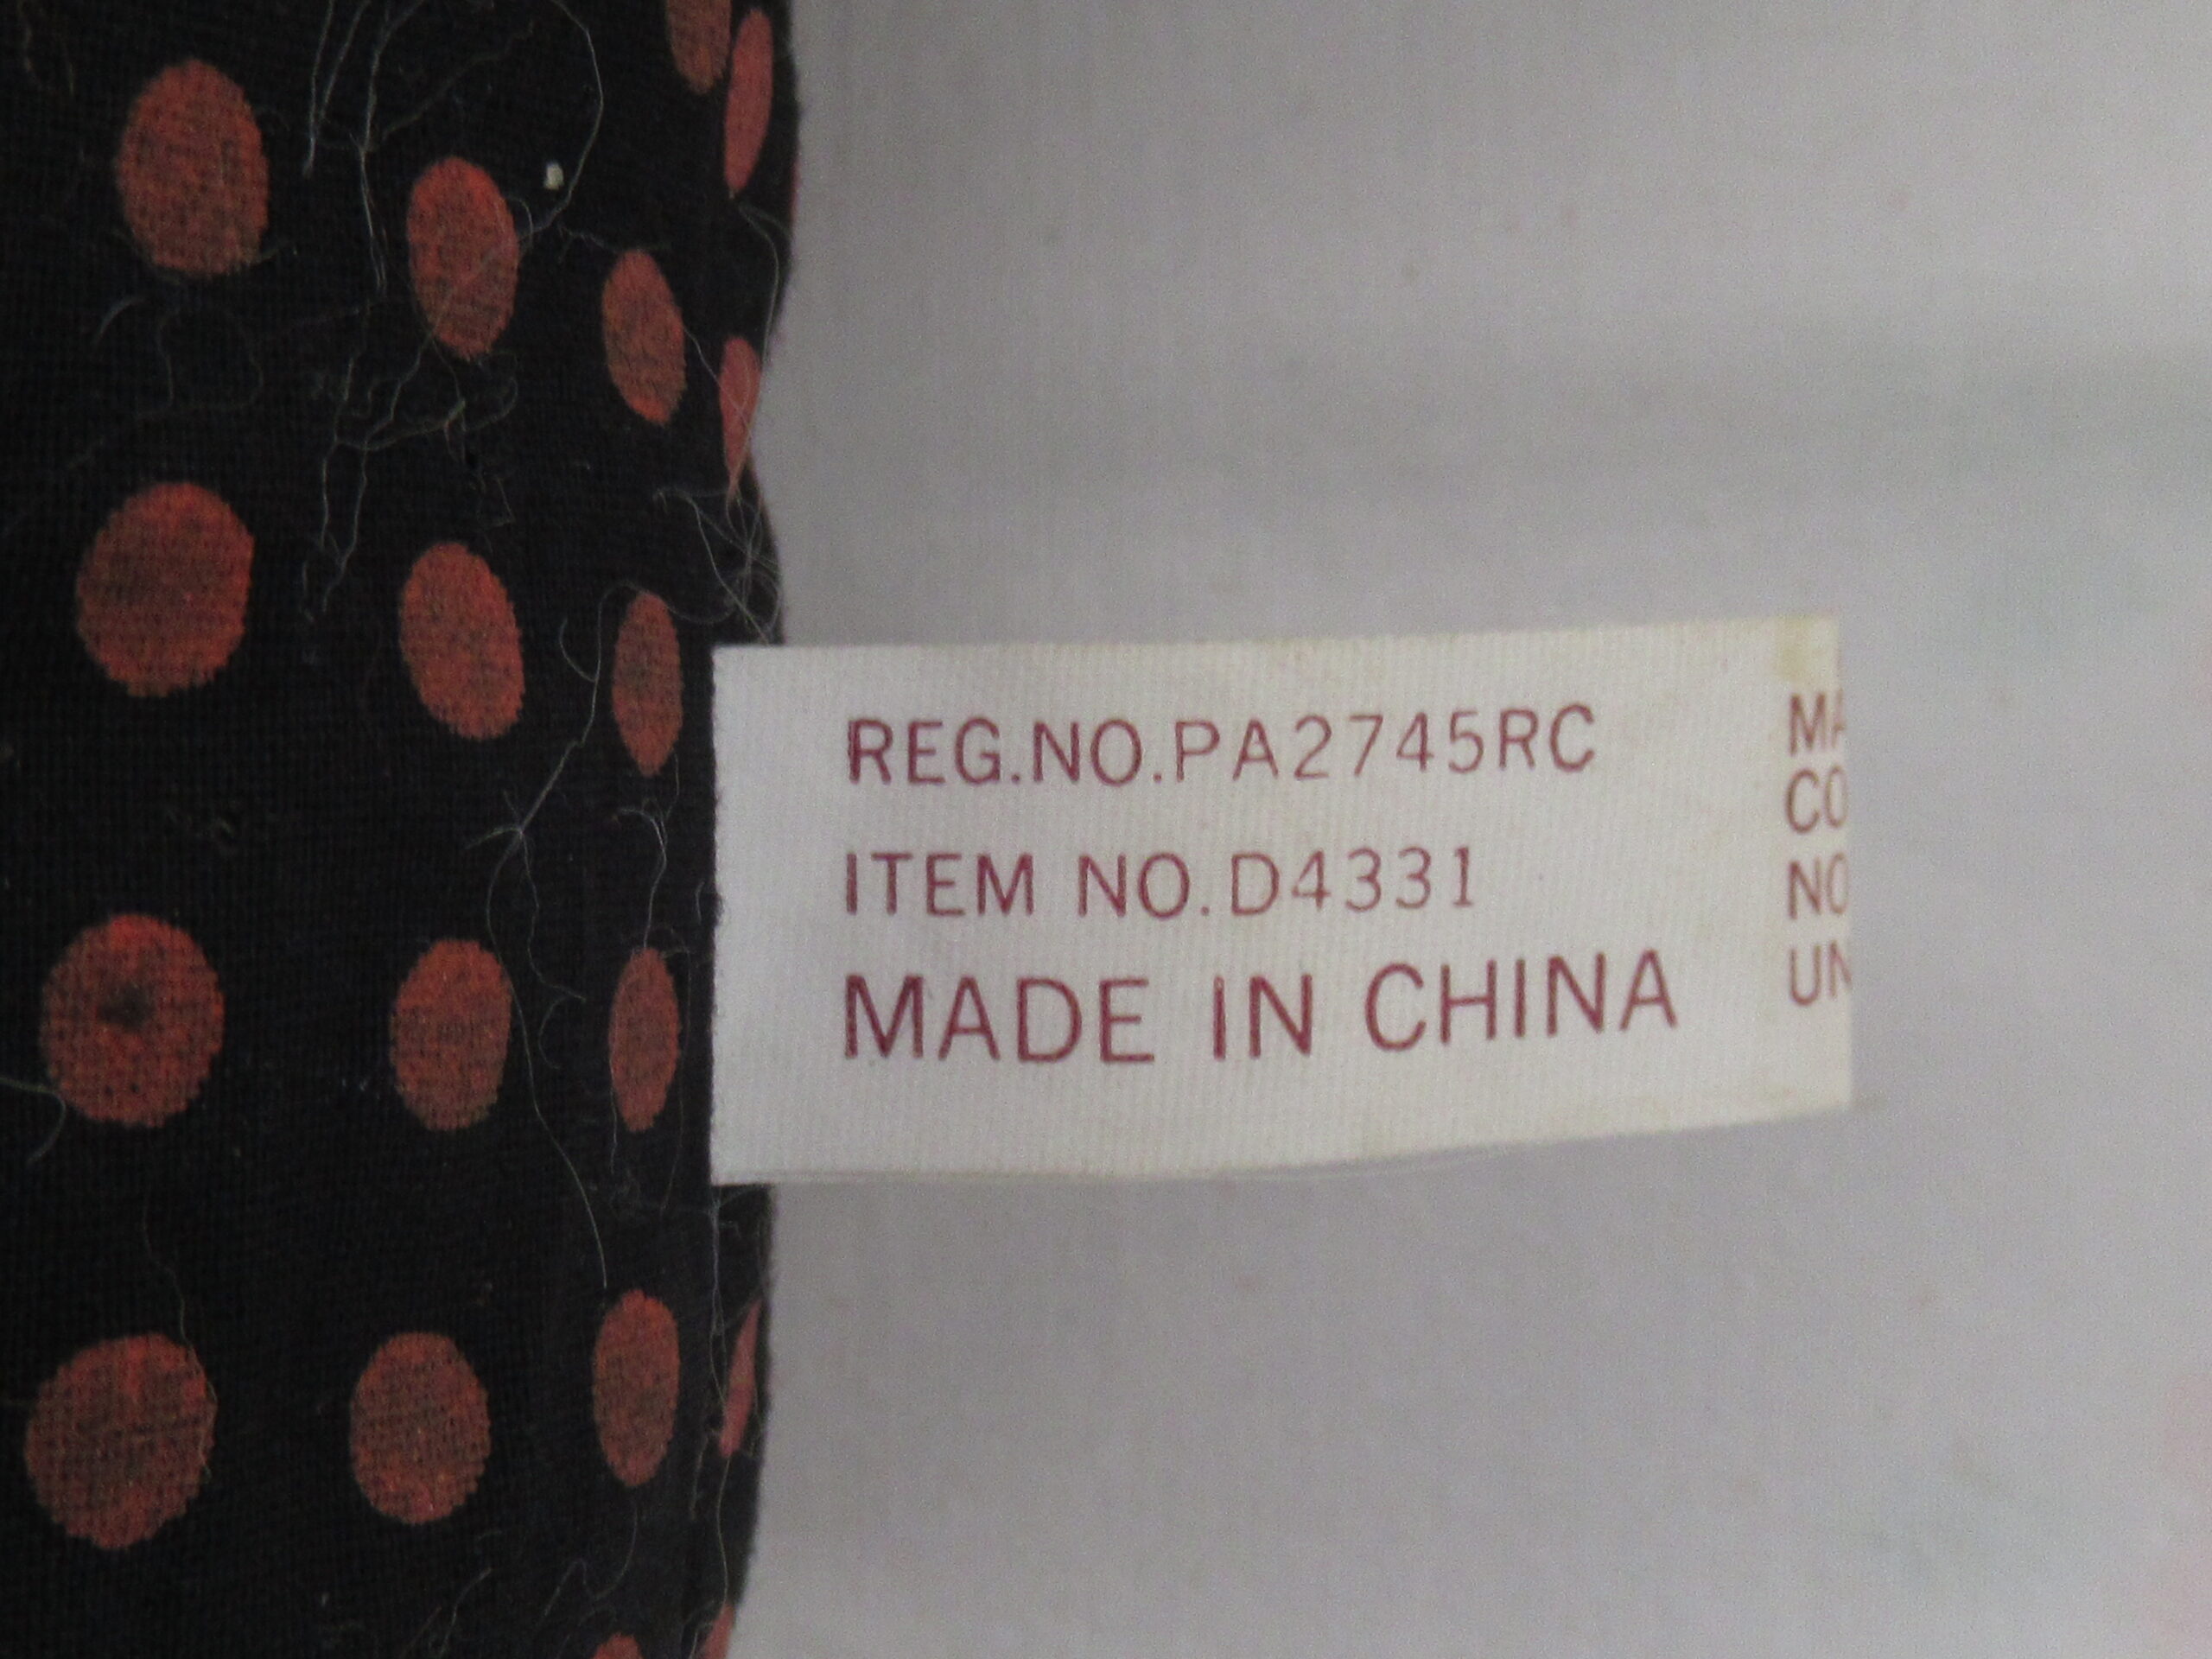 REG.NO.PA2745RC
ITEM NO.D4331
MADE IN CHINA